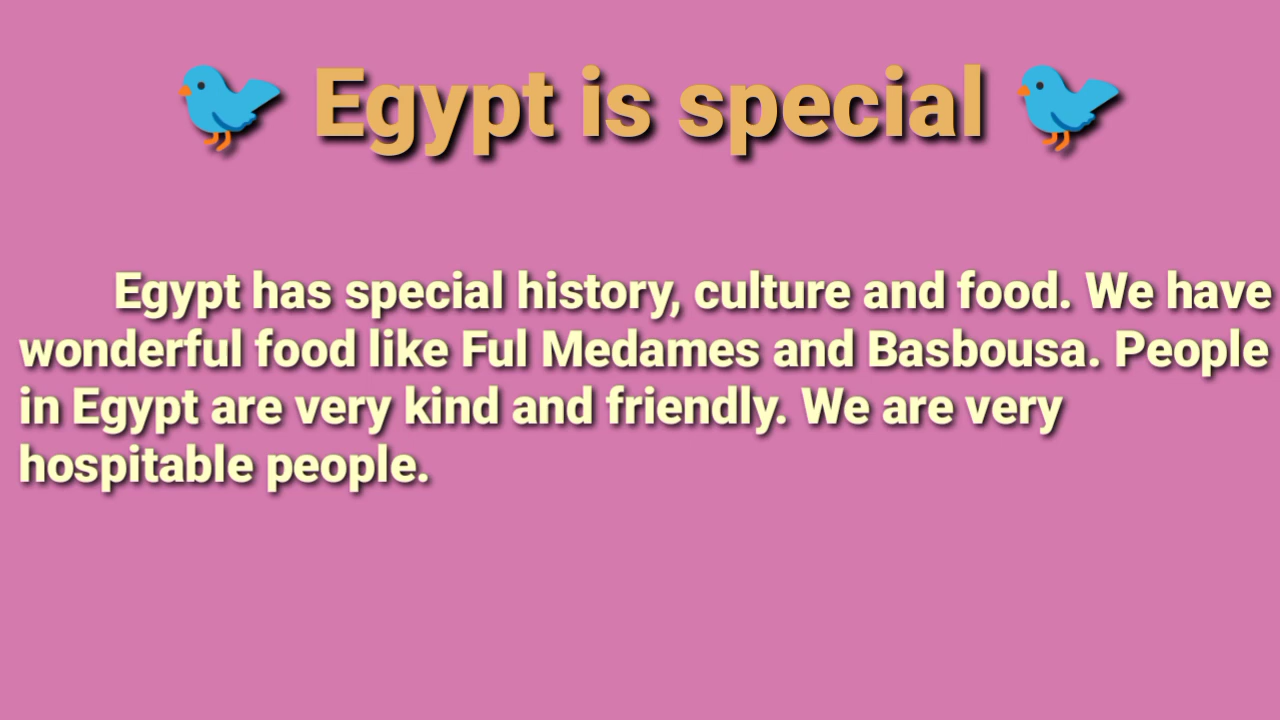 🐦 Egypt is special 🐦
Egypt has special history, culture and food. We have
wonderful food like Ful Medames and Basbousa. People
in Egypt are very kind and friendly. We are very
hospitable people.